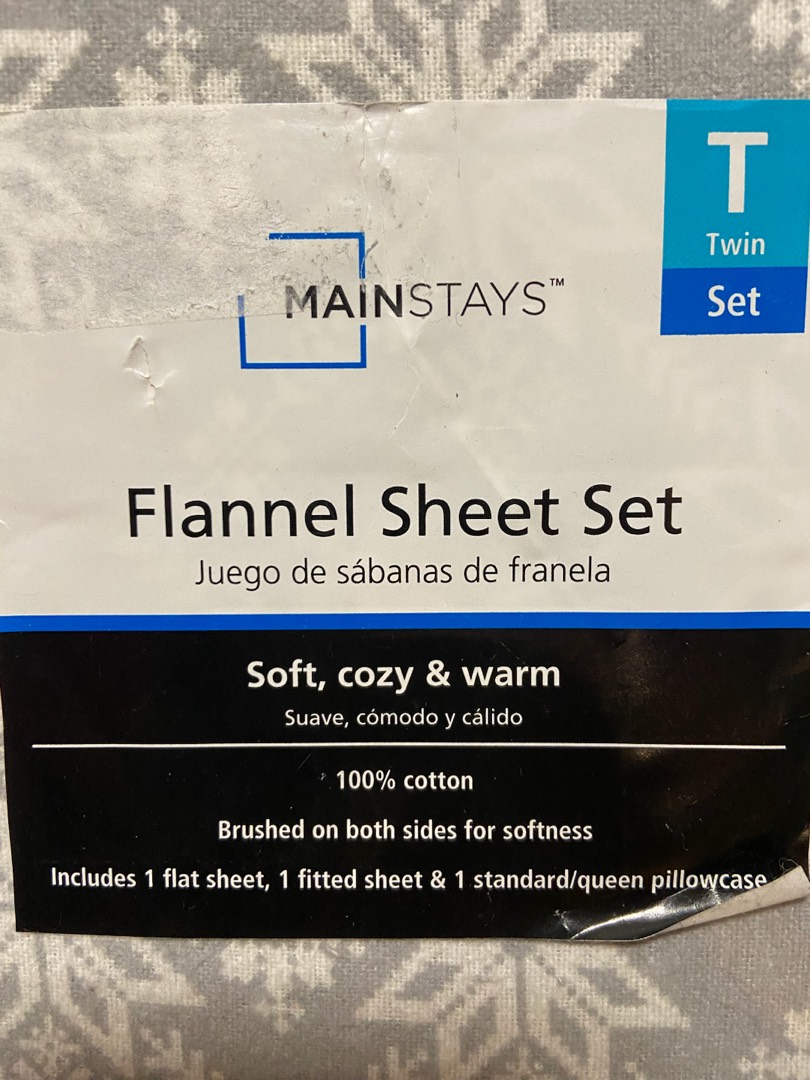 T
Twin
Set
MAINSTAYS™
Flannel Sheet Set
Juego de sábanas de franela
Soft, cozy & warm
Suave, cómodo y cálido
100% cotton
Brushed on both sides for softness
Includes 1 flat sheet, 1 fitted sheet & 1 standard/queen pillowcase